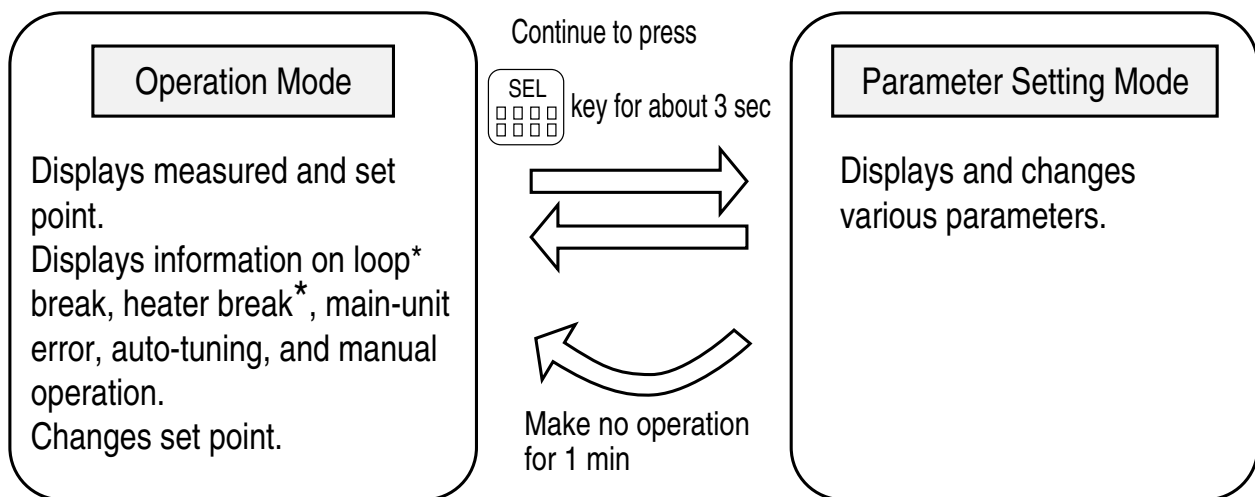 Operation Mode
Displays measured and set
point.
Displays information on loop*
break, heater break*, main-unit
error, auto-tuning, and manual
operation.
Changes set point.
Continue to press
SEL
key for about 3 sec
Make no operation
for 1 min
Parameter Setting Mode
Displays and changes
various parameters.